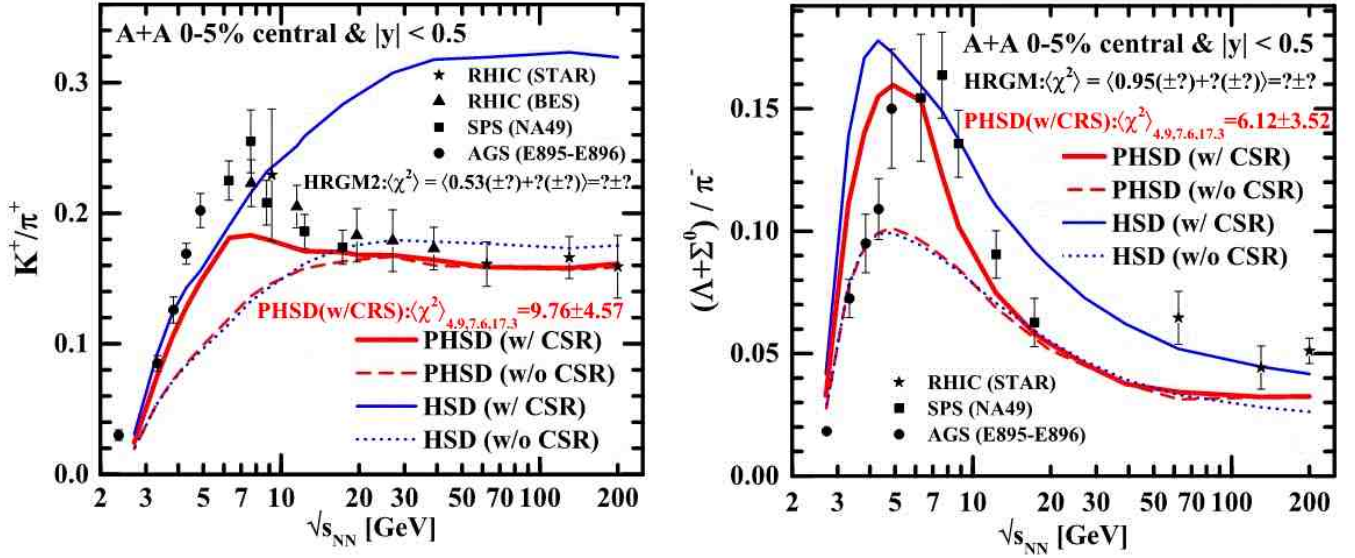 A+A 0-5% central & |y| < 0.5
RHIC (STAR)
RHIC (BES)
SPS (NA49)
AGS (E895-E896)
HRGM2:⟨χ²⟩ = ⟨0.53(±?)+?(±?)⟩=?±?
PHSD(w/CRS):⟨χ²⟩4.9,7.6,17.3=9.76±4.57
PHSD (w/ CSR)
PHSD (w/o CSR)
HSD (w/ CSR)
HSD (w/o CSR)
K⁺/π⁺
0.3
0.2
0.1
0.0
2 3 5 7 10 20 30 50 70 100 200
√sNN [GeV]
A+A 0-5% central & |y| < 0.5
HRGM:⟨χ²⟩ = ⟨0.95(±?)+?(±?)⟩=?±?
PHSD(w/CRS):⟨χ²⟩4.9,7.6,17.3=6.12±3.52
PHSD (w/ CSR)
PHSD (w/o CSR)
HSD (w/ CSR)
HSD (w/o CSR)
RHIC (STAR)
SPS (NA49)
AGS (E895-E896)
(Λ+Σ⁰) / π⁻
0.15
0.10
0.05
0.00
2 3 5 7 10 20 30 50 70 100 200
√sNN [GeV]